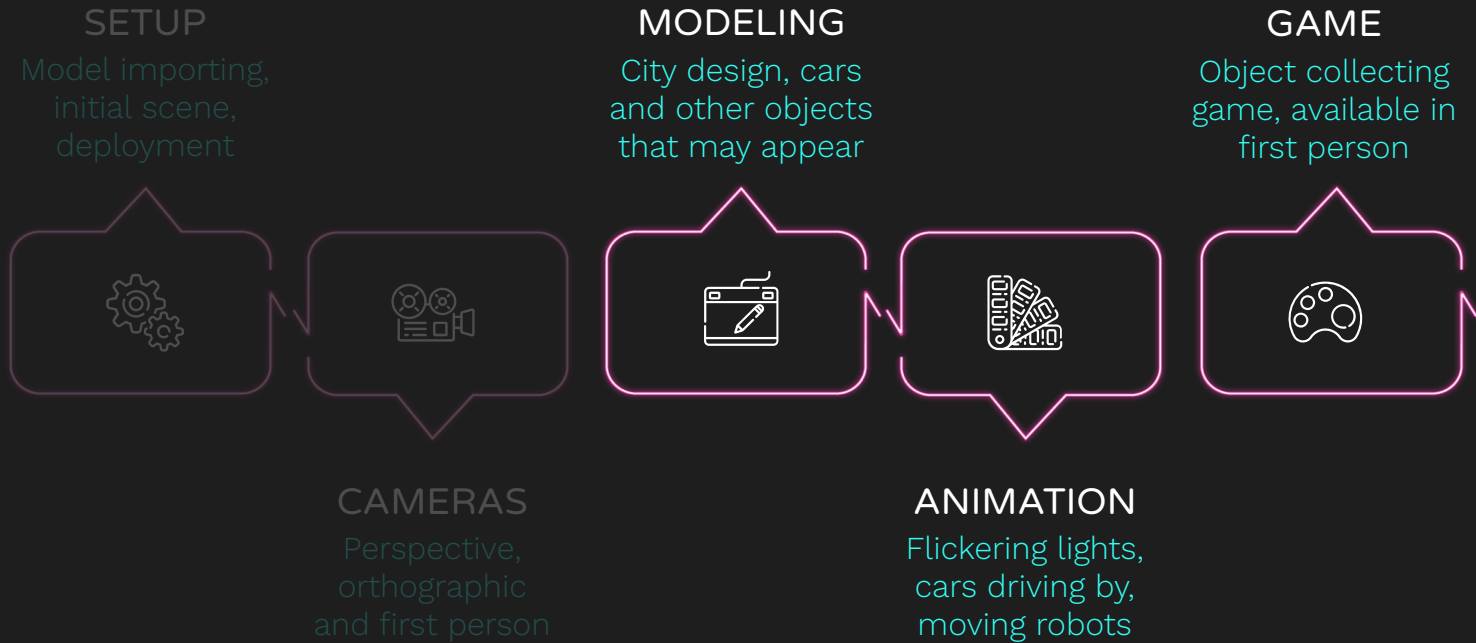 SETUP
Model importing,
initial scene,
deployment
CAMERAS
Perspective,
orthographic
and first person
MODELING
City design, cars
and other objects
that may appear
ANIMATION
Flickering lights,
cars driving by,
moving robots
GAME
Object collecting
game, available in
first person